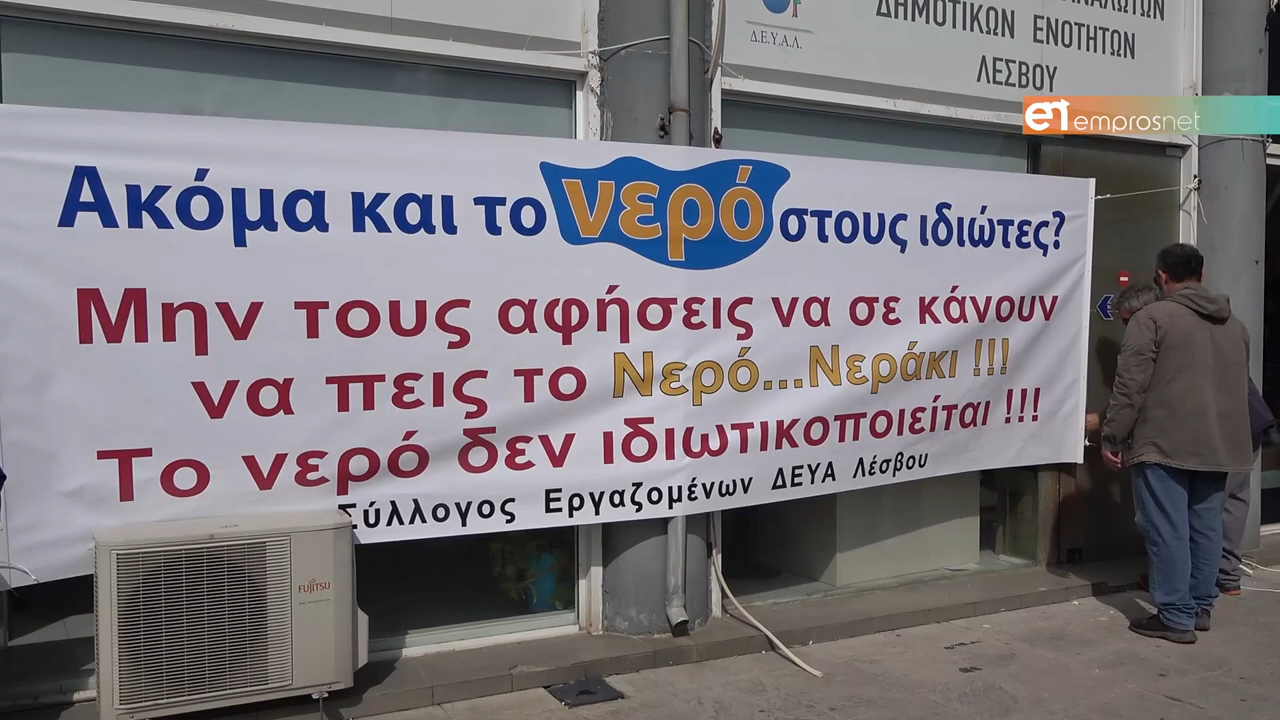 Δ.Ε.Υ.Α.Λ.
ΔΗΜΟΤΙΚΩΝ ΕΝΟΤΗΤΩΝ
ΛΕΣΒΟΥ
em emprosnet
Ακόμα και το νερό στους ιδιώτες?
Μην τους αφήσεις να σε κάνουν
να πεις το Νερό...Νεράκι !!!
Το νερό δεν ιδιωτικοποιείται !!!
Σύλλογος Εργαζομένων ΔΕΥΑ Λέσβου
FUJITSU